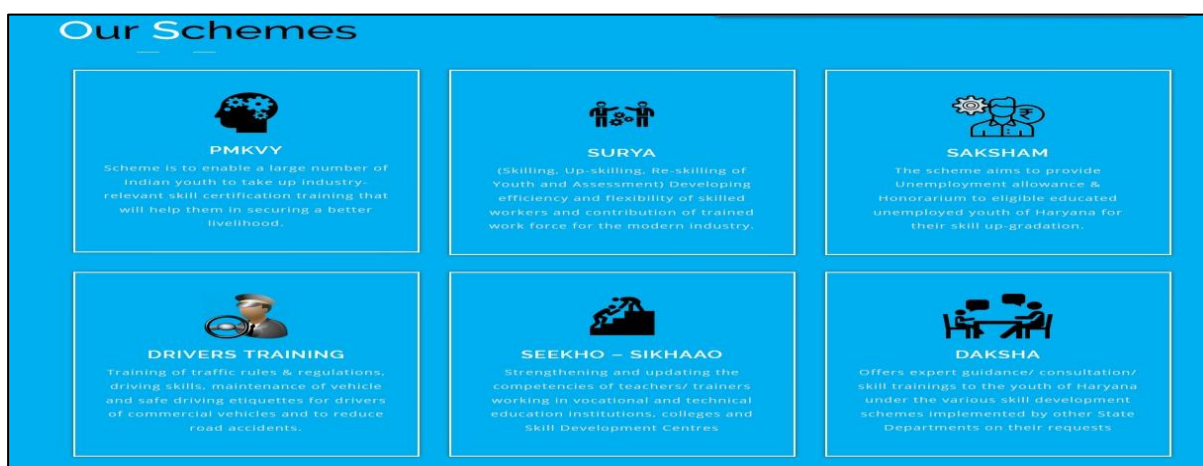 Our Schemes
PMKVY
Scheme is to enable a large number of
Indian youth to take up industry-
relevant skill certification training that
will help them in securing a better
livelihood.
SURYA
(Skilling, Up-skilling, Re-skilling of
Youth and Assessment) Developing
efficiency and flexibility of skilled
workers and contribution of trained
work force for the modern industry.
SAKSHAM
The scheme aims to provide
Unemployment allowance &
Honorarium to eligible educated
unemployed youth of Haryana for
their skill up-gradation.
DRIVERS TRAINING
Training of traffic rules & regulations,
driving skills, maintenance of vehicle
and safe driving etiquettes for drivers
of commercial vehicles and to reduce
road accidents.
SEEKHO – SIKHAAO
Strengthening and updating the
competencies of teachers/ trainers
working in vocational and technical
education institutions, colleges and
Skill Development Centres
DAKSHA
Offers expert guidance/ consultation/
skill trainings to the youth of Haryana
under the various skill development
schemes implemented by other State
Departments on their requests